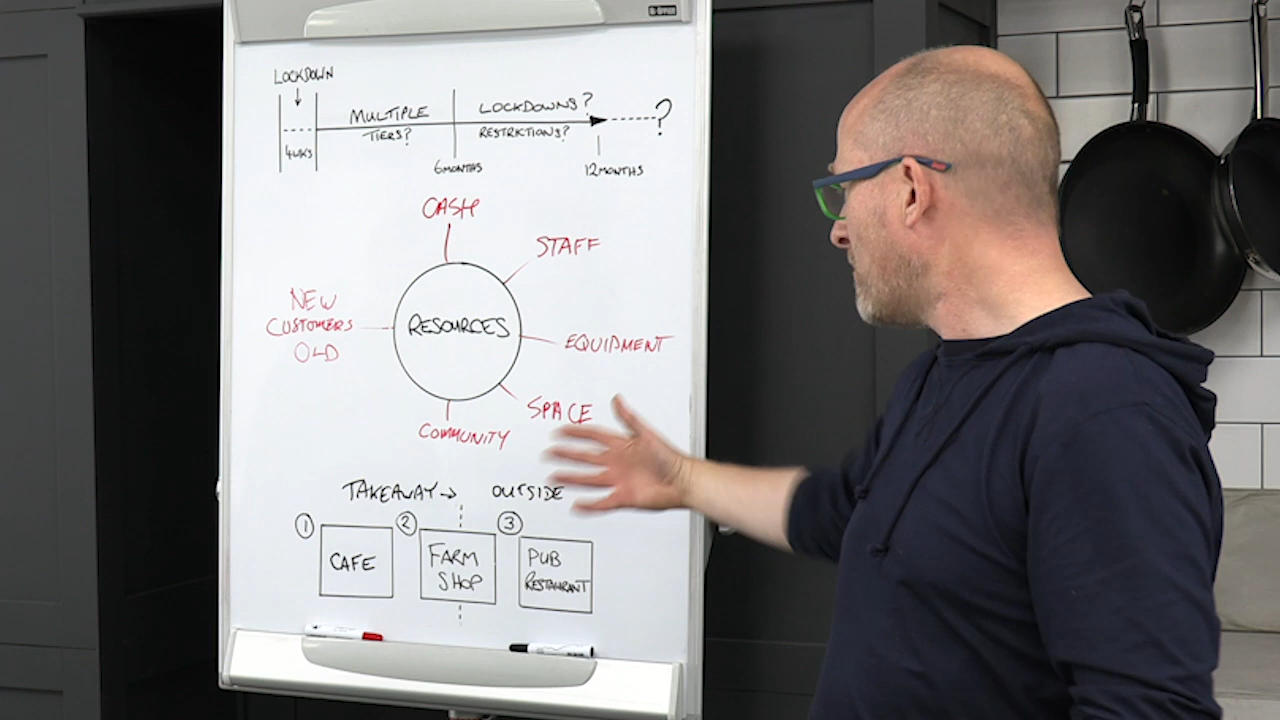 LOCKDOWN
MULTIPLE
TIERS?
LOCKDOWNS?
RESTRICTIONS?
?
4WKS
6MONTHS
12MONTHS
CASH
STAFF
NEW
CUSTOMERS
OLD
RESOURCES
EQUIPMENT
SPACE
COMMUNITY
TAKEAWAY →
OUTSIDE
1
CAFE
2
FARM
SHOP
3
PUB
RESTAURANT